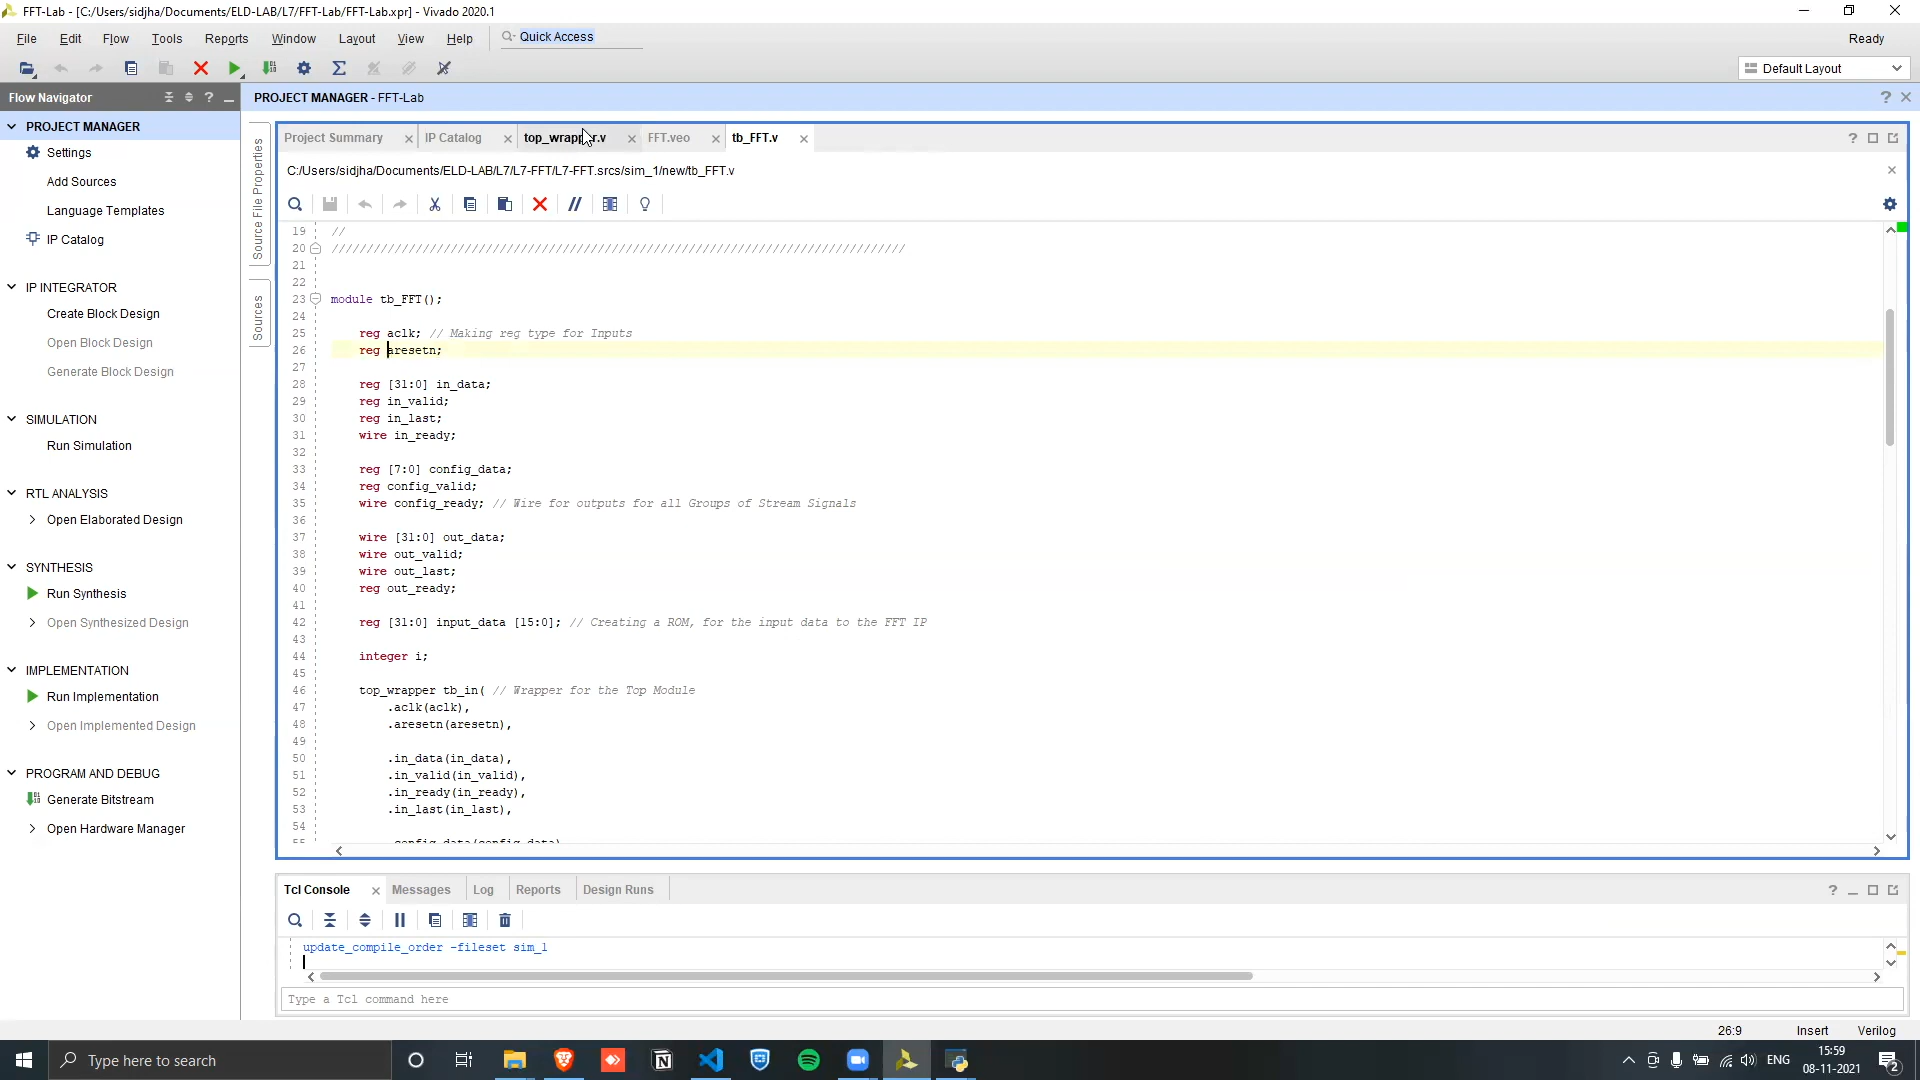 FFT-Lab - [C:/Users/sidjha/Documents/ELD-LAB/L7/FFT-Lab/FFT-Lab.xpr] - Vivado 2020.1
File Edit Flow Tools Reports Window Layout View Help Quick Access Ready
Default Layout
Flow Navigator
PROJECT MANAGER - FFT-Lab
PROJECT MANAGER
Settings
Add Sources
Language Templates
IP Catalog
IP INTEGRATOR
Create Block Design
Open Block Design
Generate Block Design
SIMULATION
Run Simulation
RTL ANALYSIS
Open Elaborated Design
SYNTHESIS
Run Synthesis
Open Synthesized Design
IMPLEMENTATION
Run Implementation
Open Implemented Design
PROGRAM AND DEBUG
Generate Bitstream
Open Hardware Manager
Source File Properties
Sources
Project Summary IP Catalog top_wrapper.v FFT.veo tb_FFT.v
C:/Users/sidjha/Documents/ELD-LAB/L7/L7-FFT/L7-FFT.srcs/sim_1/new/tb_FFT.v
19 //
20 //////////////////////////////////////////////////////////////////////////////////
21
22
23 module tb_FFT();
24
25 reg aclk; // Making reg type for Inputs
26 reg aresetn;
27
28 reg [31:0] in_data;
29 reg in_valid;
30 reg in_last;
31 wire in_ready;
32
33 reg [7:0] config_data;
34 reg config_valid;
35 wire config_ready; // Wire for outputs for all Groups of Stream Signals
36
37 wire [31:0] out_data;
38 wire out_valid;
39 wire out_last;
40 reg out_ready;
41
42 reg [31:0] input_data [15:0]; // Creating a ROM, for the input data to the FFT IP
43
44 integer i;
45
46 top_wrapper tb_in( // Wrapper for the Top Module
47 .aclk(aclk),
48 .aresetn(aresetn),
49
50 .in_data(in_data),
51 .in_valid(in_valid),
52 .in_ready(in_ready),
53 .in_last(in_last),
54
55 .config_data(config_data)
Tcl Console Messages Log Reports Design Runs
update_compile_order -fileset sim_1
Type a Tcl command here
26:9 Insert Verilog
Type here to search
ENG
15:59
08-11-2021
2